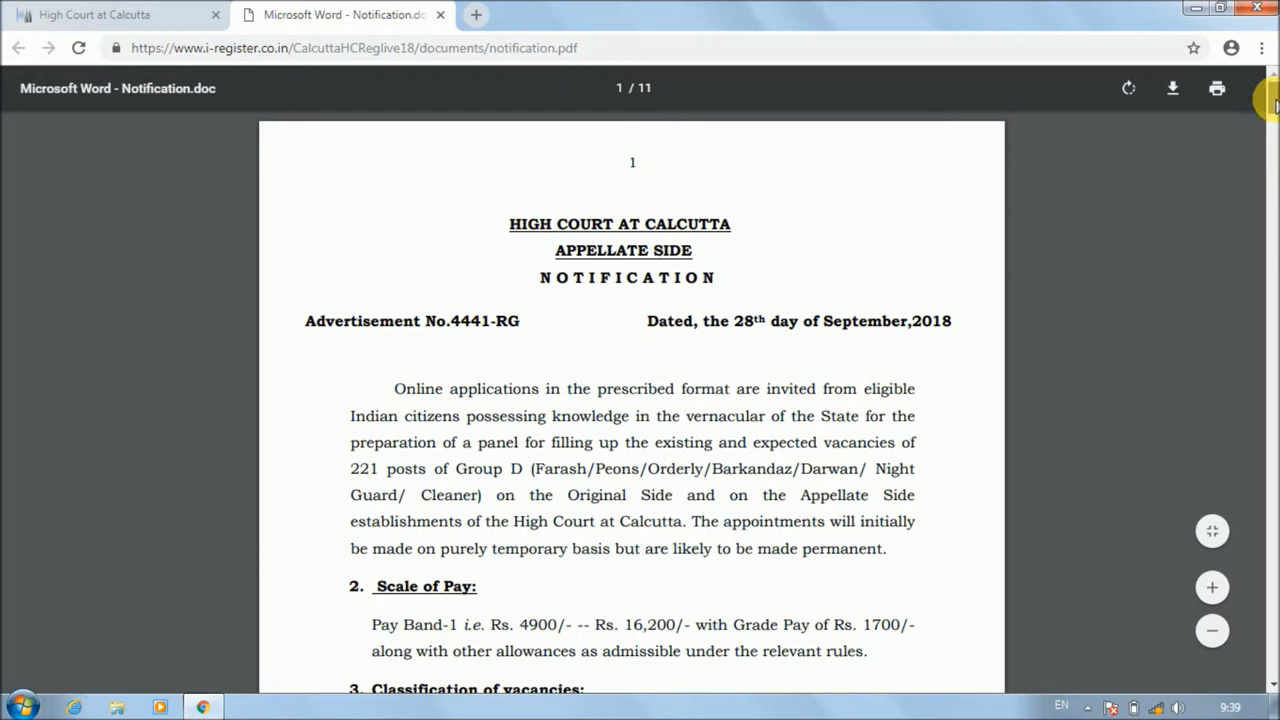 High Court at Calcutta
Microsoft Word - Notification.do
https://www.i-register.co.in/CalcuttaHCReglive18/documents/notification.pdf
Microsoft Word - Notification.doc
1 / 11
1
HIGH COURT AT CALCUTTA
APPELLATE SIDE
N O T I F I C A T I O N
Advertisement No.4441-RG Dated, the 28th day of September,2018
Online applications in the prescribed format are invited from eligible
Indian citizens possessing knowledge in the vernacular of the State for the
preparation of a panel for filling up the existing and expected vacancies of
221 posts of Group D (Farash/Peons/Orderly/Barkandaz/Darwan/ Night
Guard/ Cleaner) on the Original Side and on the Appellate Side
establishments of the High Court at Calcutta. The appointments will initially
be made on purely temporary basis but are likely to be made permanent.
2. Scale of Pay:
Pay Band-1 i.e. Rs. 4900/- -- Rs. 16,200/- with Grade Pay of Rs. 1700/-
along with other allowances as admissible under the relevant rules.
3. Classification of vacancies:
EN
9:39